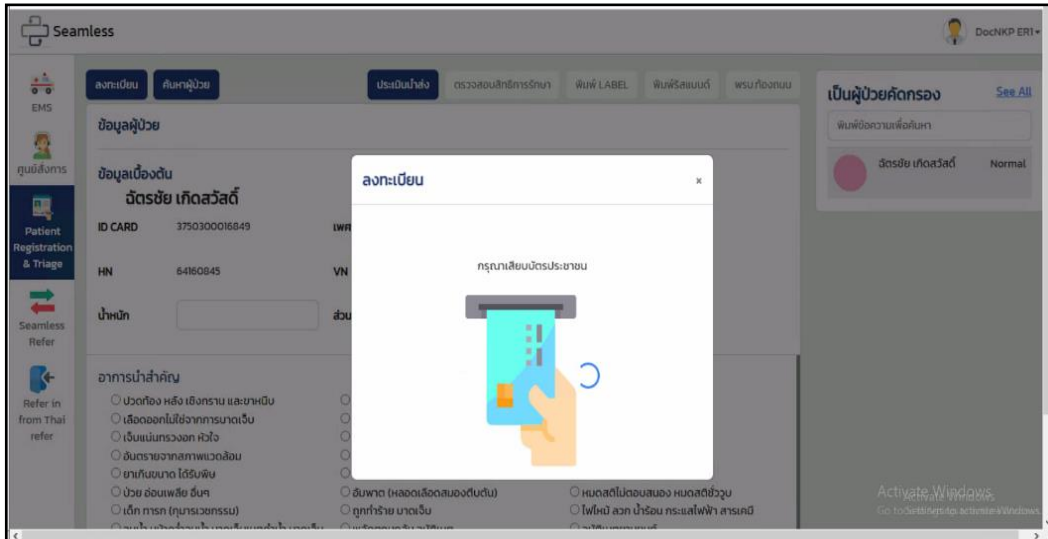 Seamless
DocNKP ER1
EMS
ศูนย์สั่งการ
Patient Registration & Triage
Seamless Refer
Refer in from Thai refer
ลงทะเบียน ค้นหาผู้ป่วย ประเมินนำส่ง ตรวจสอบสิทธิการรักษา พิมพ์ LABEL พิมพ์ริสแบนด์ พรบ ท้องถนน
ข้อมูลผู้ป่วย
ข้อมูลเบื้องต้น
ฉัตรชัย เกิดสวัสดิ์
ID CARD 3750300016849 เพศ
HN 64160845 VN
น้ำหนัก ส่วน
ลงทะเบียน x
กรุณาเสียบบัตรประชาชน
อาการนำสำคัญ
ปวดท้อง หลัง เชิงกราน และขาหนีบ
เลือดออกไม่ใช่จากการบาดเจ็บ
เจ็บแน่นทรวงอก หัวใจ
อันตรายจากสภาพแวดล้อม
ยาเกินขนาด ได้รับพิษ
ป่วย อ่อนเพลีย อื่นๆ อัมพาต (หลอดเลือดสมองตีบตัน) หมดสติไม่ตอบสนอง หมดสติชั่ววูบ
เด็ก ทารก (กุมารเวชกรรม) ถูกทำร้าย บาดเจ็บ ไฟไหม้ ลวก น้ำร้อน กระแสไฟฟ้า สารเคมี
เป็นผู้ป่วยคัดกรอง See All
พิมพ์ข้อความเพื่อค้นหา
ฉัตรชัย เกิดสวัสดิ์ Normal
Activate Windows